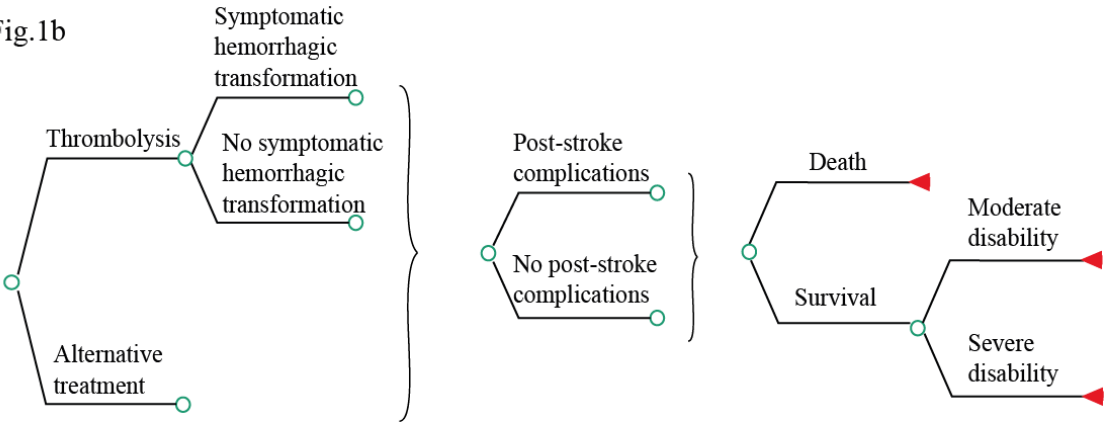 Fig.1b
Symptomatic
hemorrhagic
transformation
Thrombolysis
No symptomatic
hemorrhagic
transformation
Alternative
treatment
Post-stroke
complications
No post-stroke
complications
Death
Survival
Moderate
disability
Severe
disability